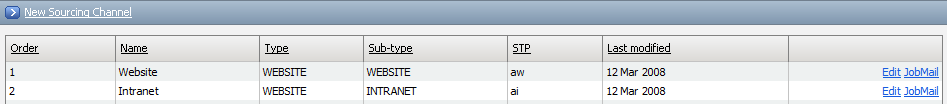 New Sourcing Channel
Order Name Type Sub-type STP Last modified
1 Website WEBSITE WEBSITE aw 12 Mar 2008 Edit JobMail
2 Intranet WEBSITE INTRANET ai 12 Mar 2008 Edit JobMail